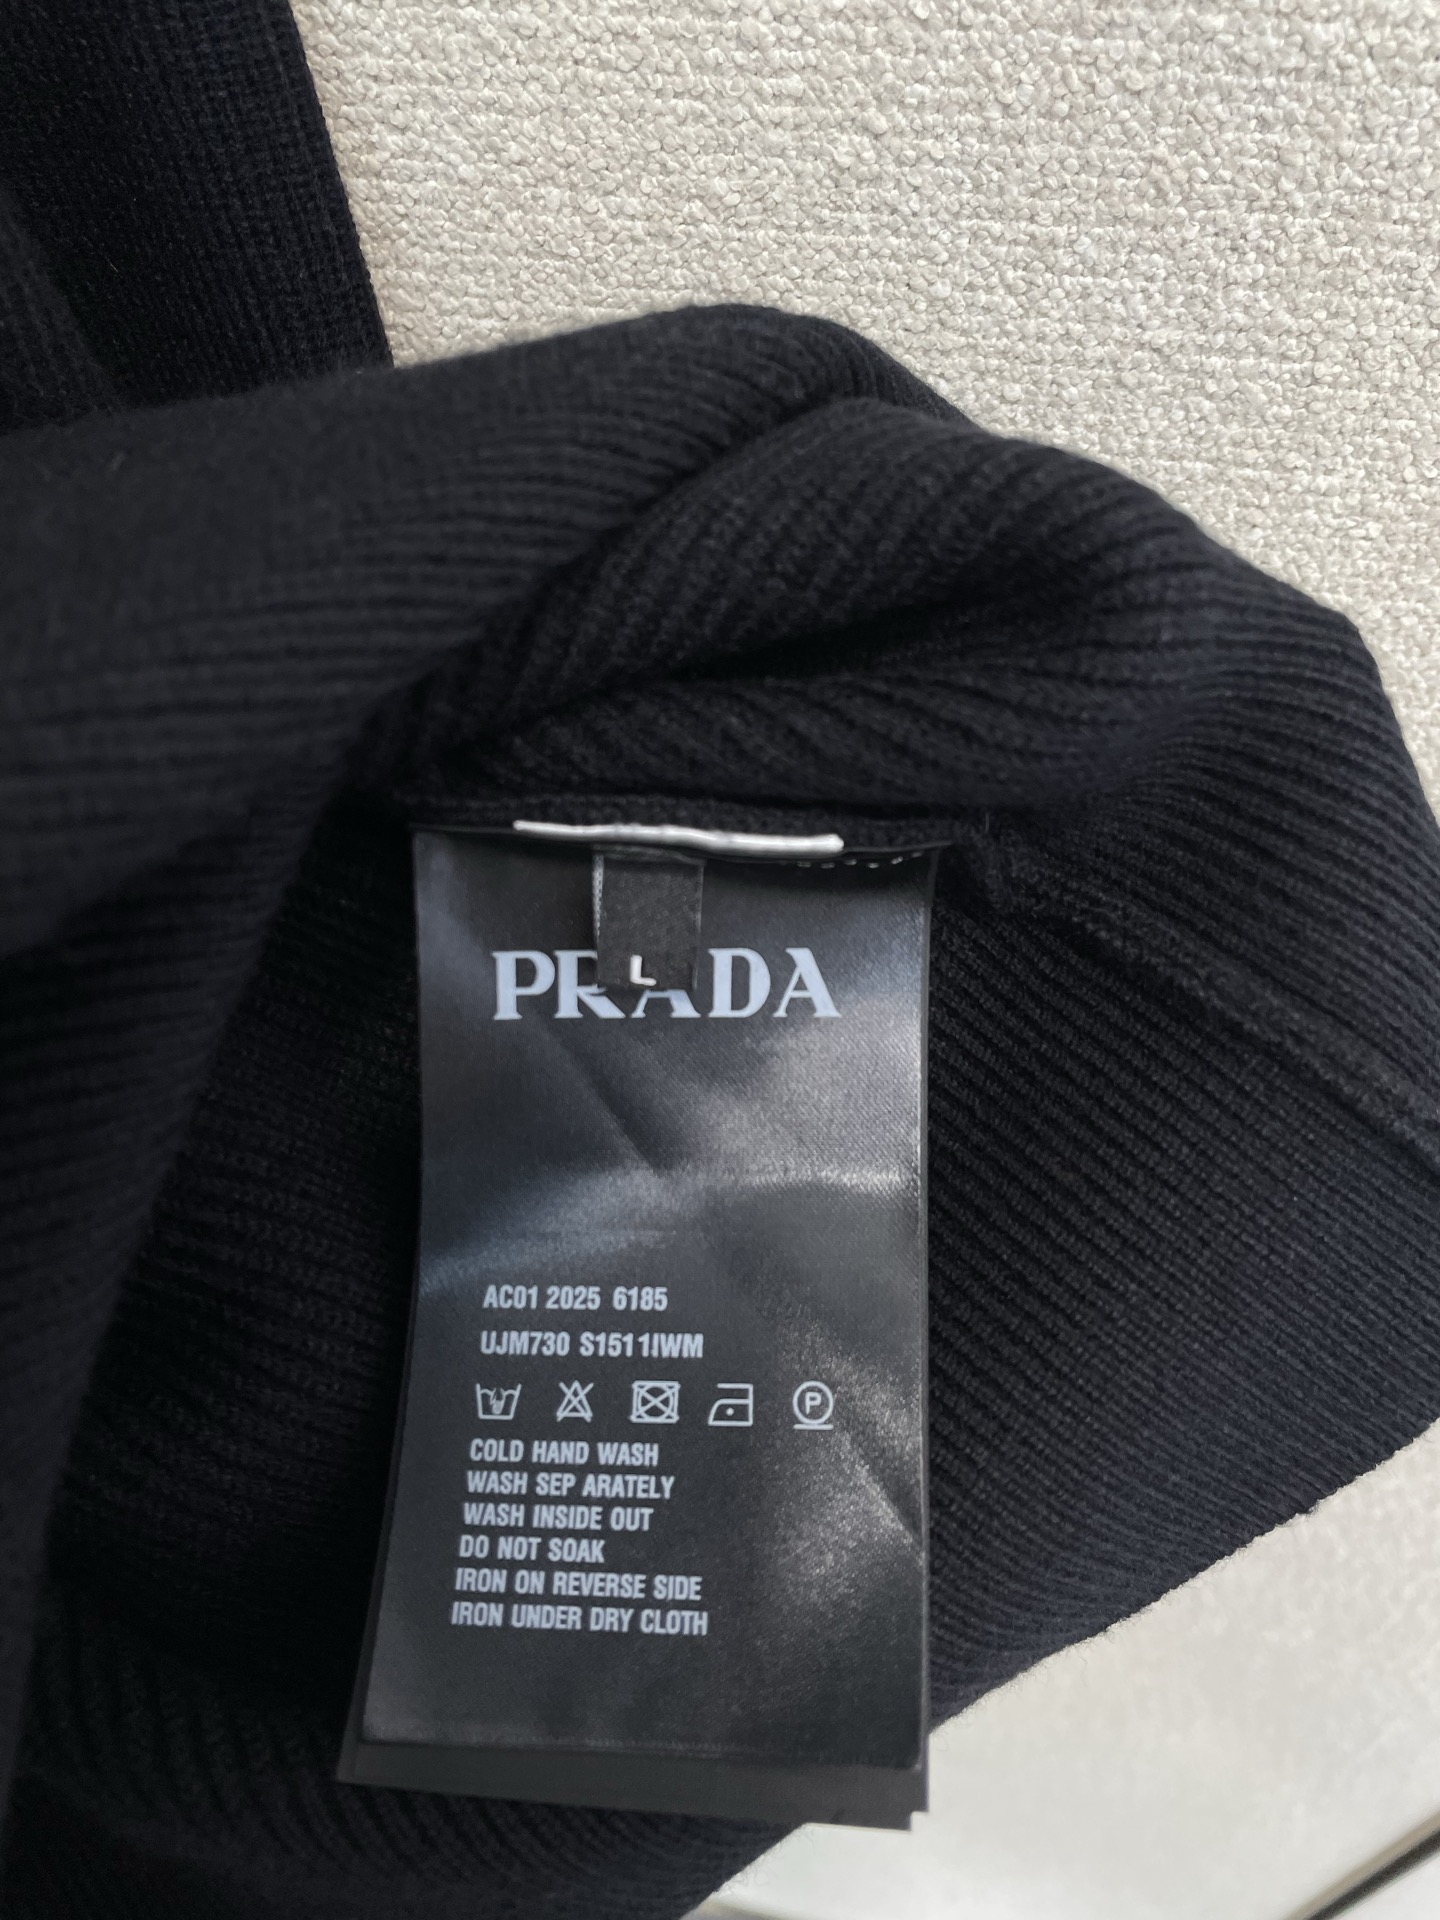 PRADA
L
AC01 2025 6185
UJM730 S1511IWM
P
COLD HAND WASH
WASH SEP ARATELY
WASH INSIDE OUT
DO NOT SOAK
IRON ON REVERSE SIDE
IRON UNDER DRY CLOTH